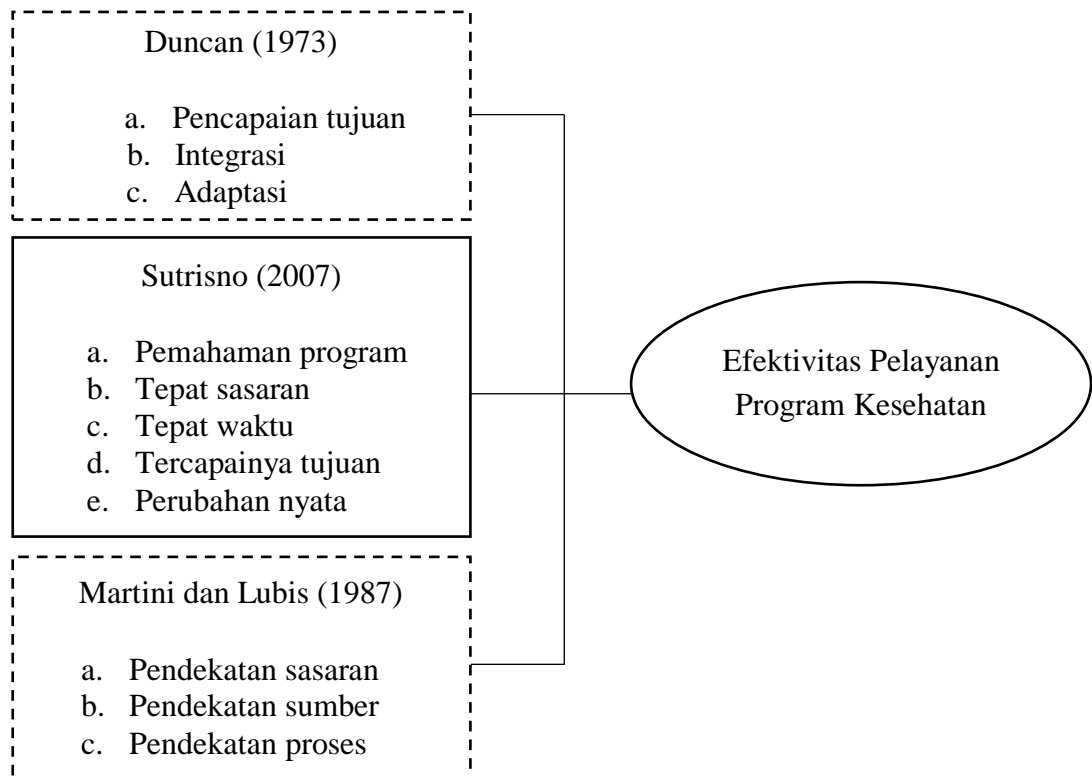 Duncan (1973)
a. Pencapaian tujuan
b. Integrasi
c. Adaptasi
Sutrisno (2007)
a. Pemahaman program
b. Tepat sasaran
c. Tepat waktu
d. Tercapainya tujuan
e. Perubahan nyata
Martini dan Lubis (1987)
a. Pendekatan sasaran
b. Pendekatan sumber
c. Pendekatan proses
Efektivitas Pelayanan
Program Kesehatan